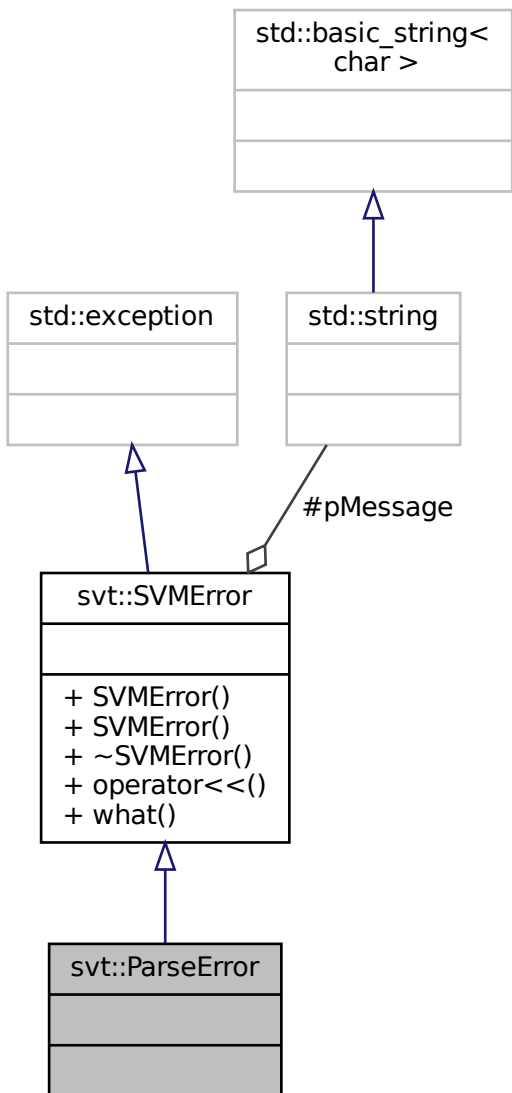 std::basic_string<
char >
std::exception
std::string
#pMessage
svt::SVMError
+ SVMError()
+ SVMError()
+ ~SVMError()
+ operator<<()
+ what()
svt::ParseError